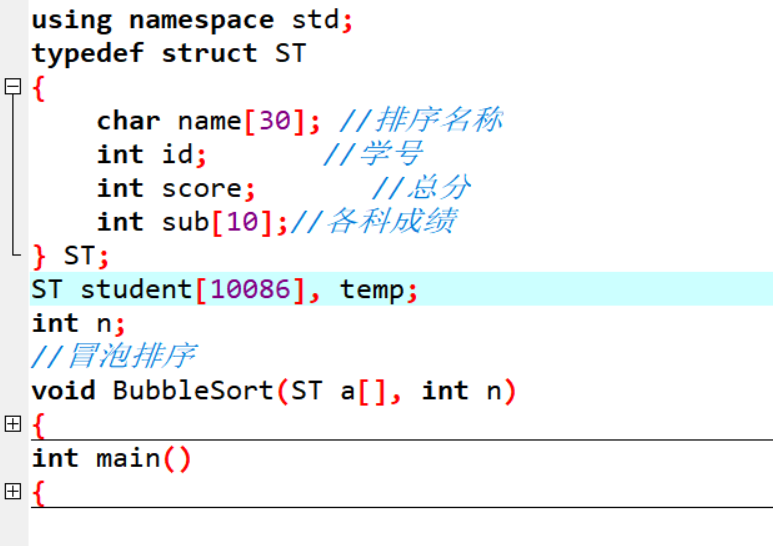 using namespace std;
typedef struct ST
{
char name[30]; //排序名称
int id; //学号
int score; //总分
int sub[10];//各科成绩
} ST;
ST student[10086], temp;
int n;
//冒泡排序
void BubbleSort(ST a[], int n)
{
int main()
{